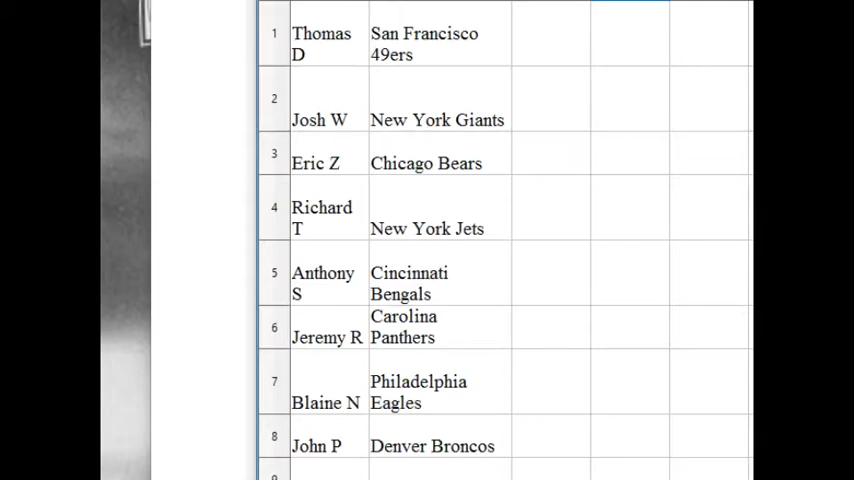 1 Thomas San Francisco
D 49ers
2
Josh W New York Giants
3
Eric Z Chicago Bears
4 Richard
T New York Jets
5 Anthony Cincinnati
S Bengals
6 Carolina
Jeremy R Panthers
7 Philadelphia
Blaine N Eagles
8
John P Denver Broncos